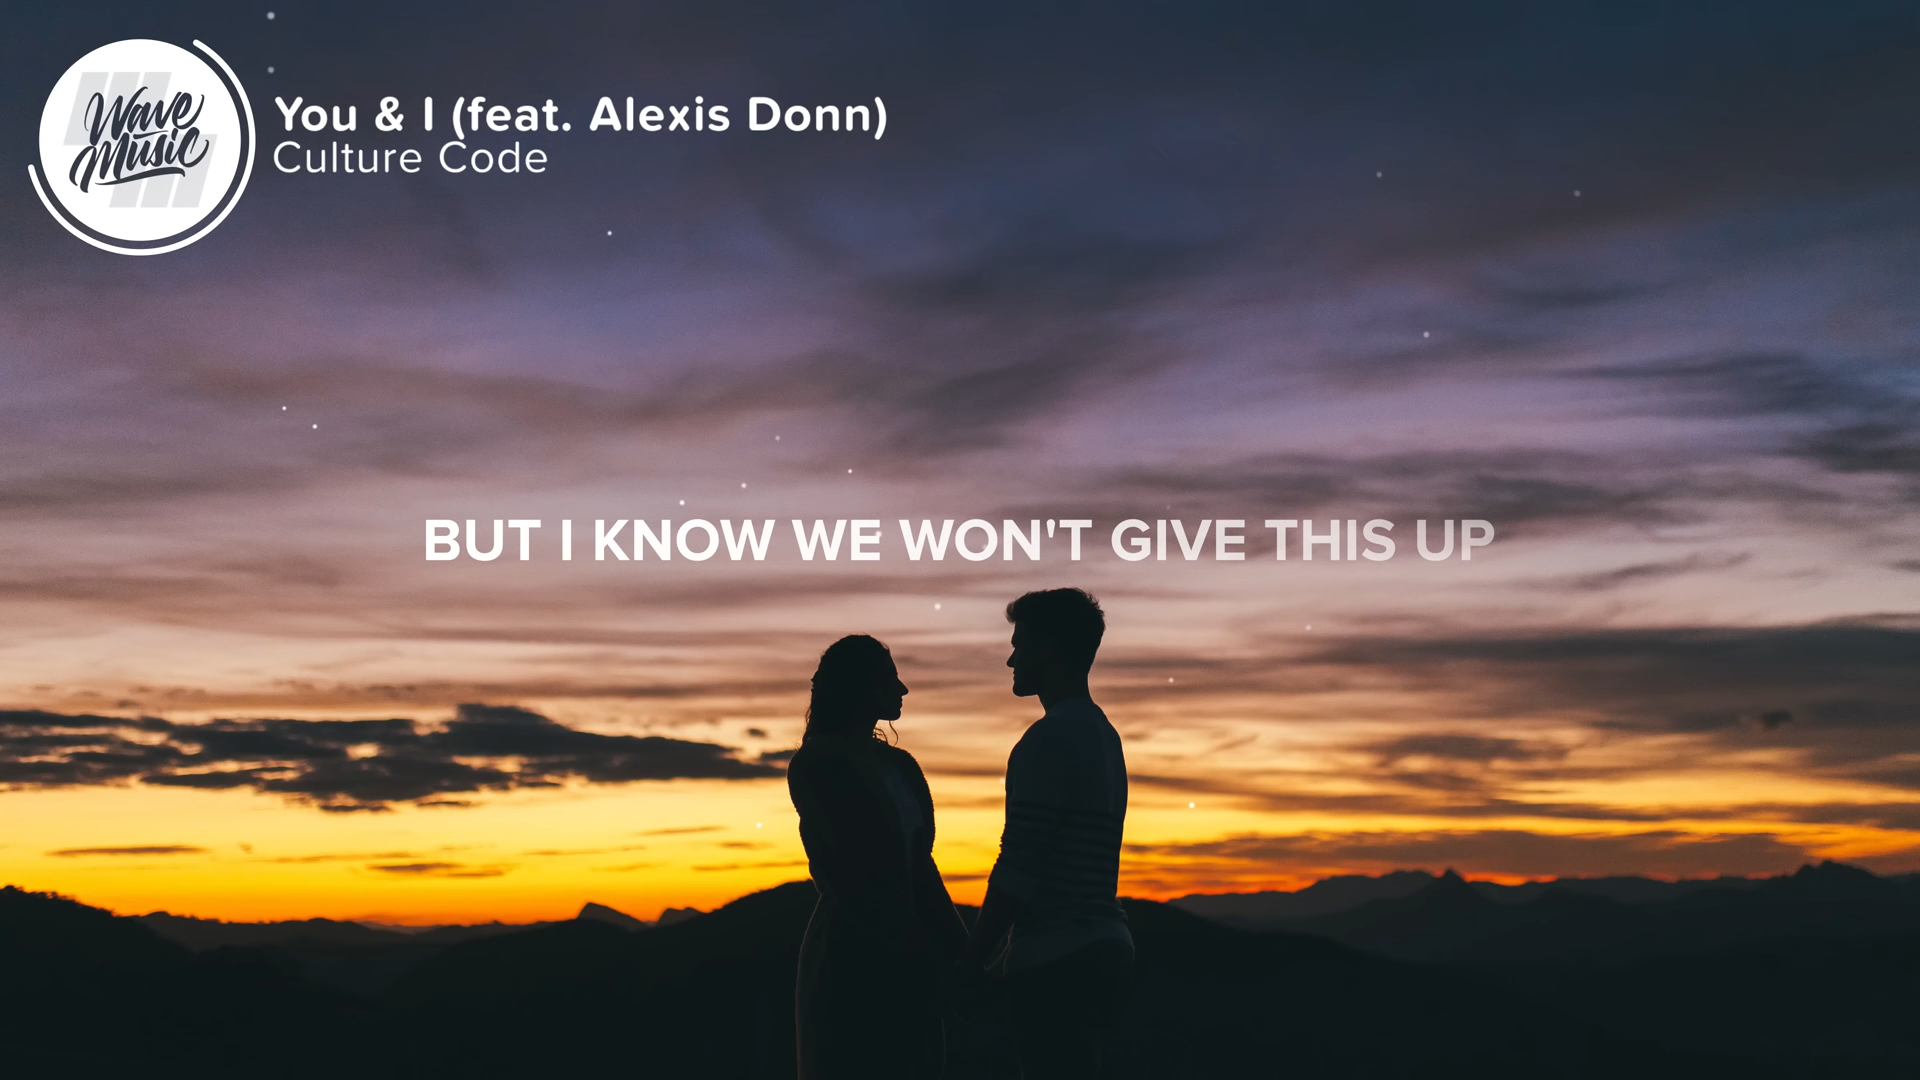 Wave
Music
You & I (feat. Alexis Donn)
Culture Code
BUT I KNOW WE WON'T GIVE THIS UP